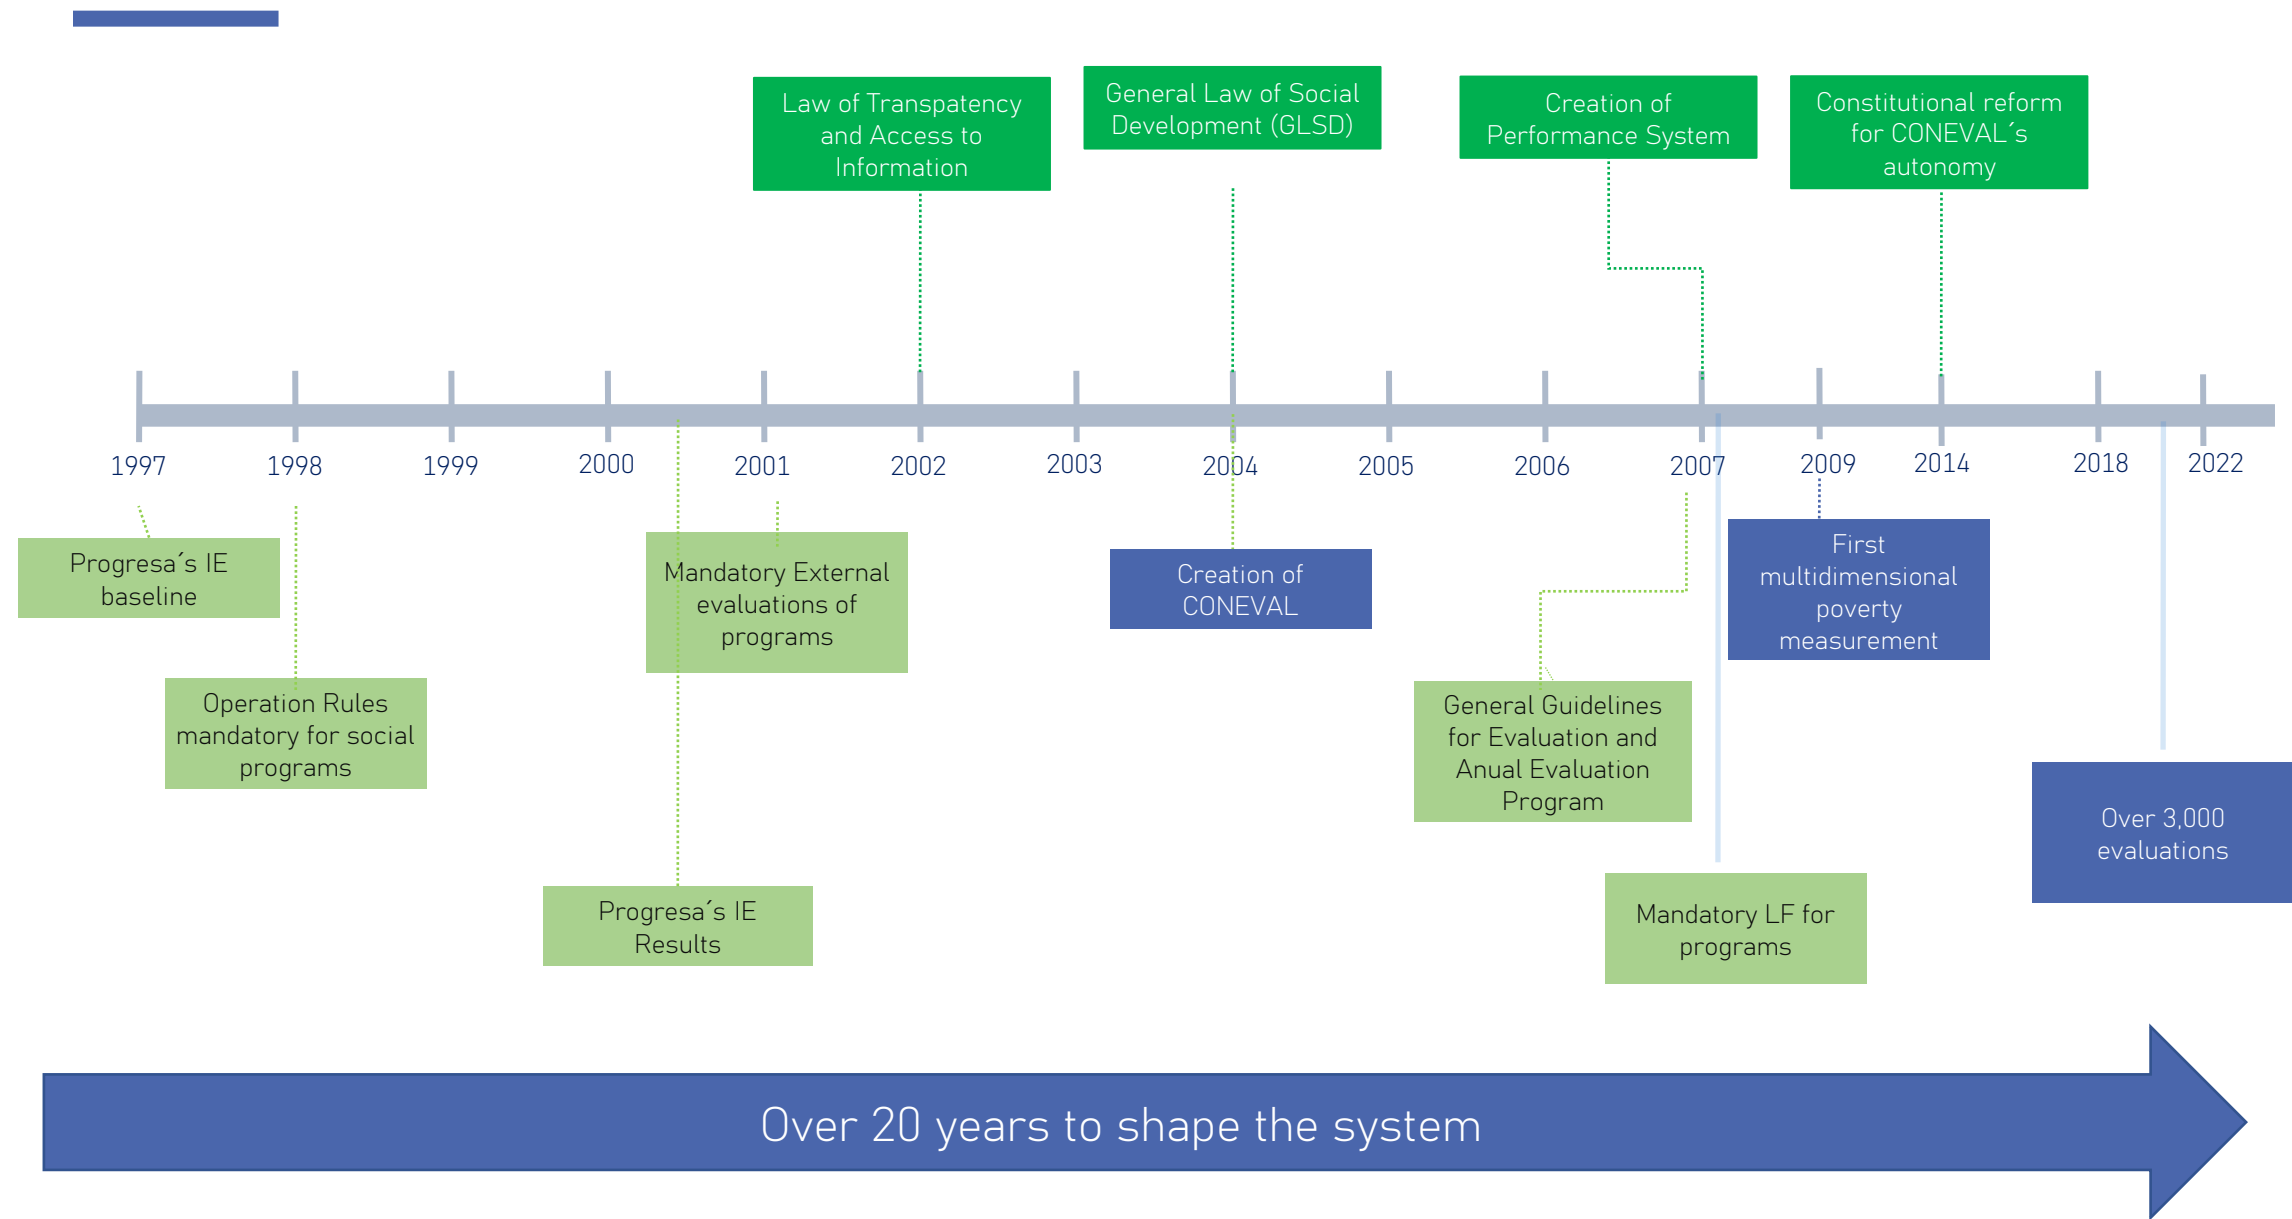 Law of Transpatency
and Access to
Information
General Law of Social
Development (GLSD)
Creation of
Performance System
Constitutional reform
for CONEVAL´s
autonomy
1997
1998
1999
2000
2001
2002
2003
2004
2005
2006
2007
2009
2014
2018
2022
Progresa´s IE
baseline
Operation Rules
mandatory for social
programs
Mandatory External
evaluations of
programs
Progresa´s IE
Results
Creation of
CONEVAL
General Guidelines
for Evaluation and
Anual Evaluation
Program
First
multidimensional
poverty
measurement
Mandatory LF for
programs
Over 3,000
evaluations
Over 20 years to shape the system